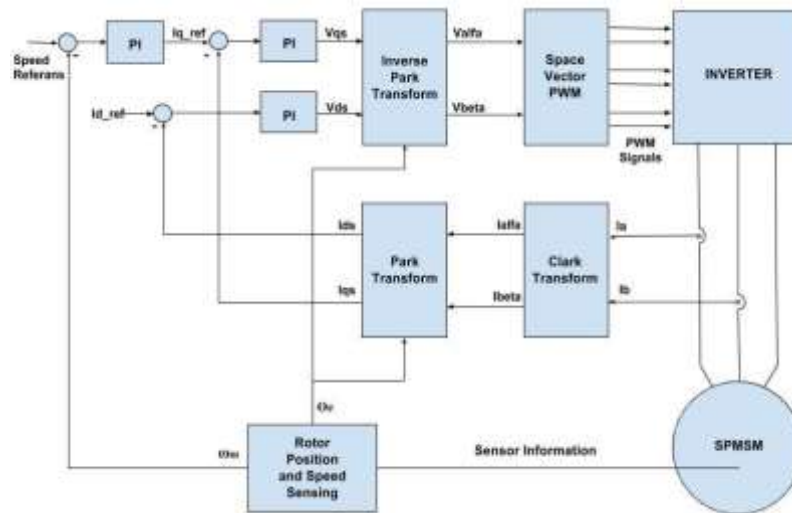 PI
Iq_ref
PI
Vqs
Speed
Referans
Inverse
Park
Transform
Valfa
Space
Vector
PWM
INVERTER
Id_ref
PI
Vds
Vbeta
PWM
Signals
Ids
Park
Transform
Ialfa
Clark
Transform
Ia
Iqs
Ibeta
Ib
Rotor
Position
and Speed
Sensing
Sensor Information
SPMSM